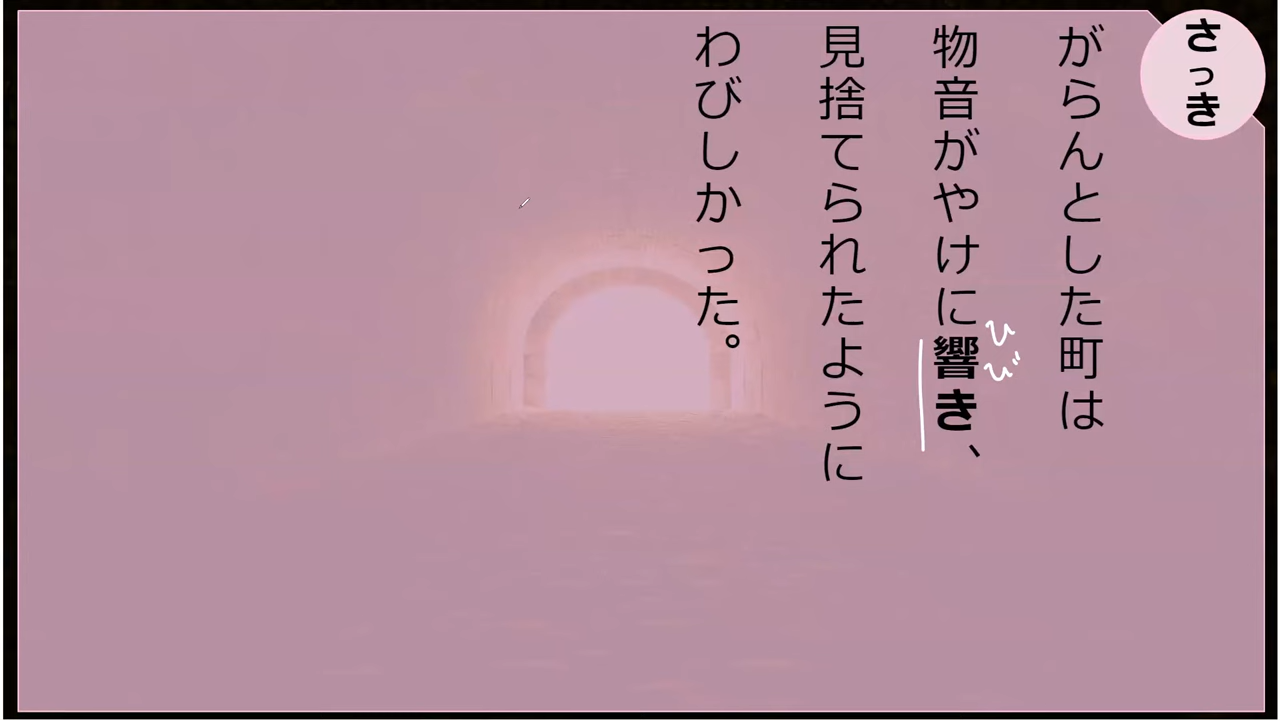 さっき
がらんとした町は
物音がやけに響き、
ひび
見捨てられたように
わびしかった。